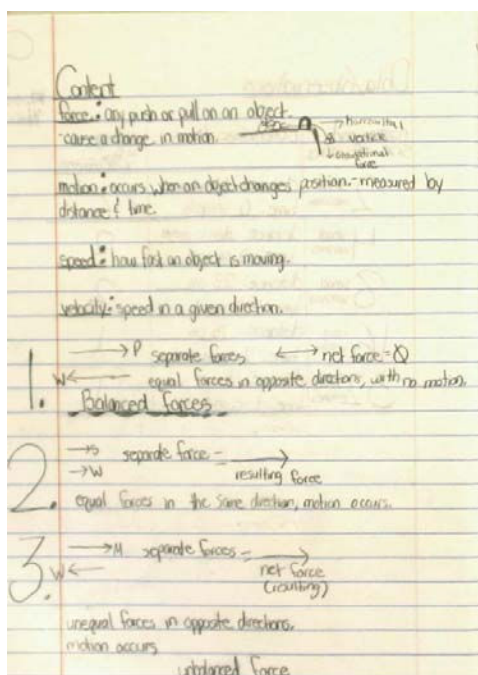 Content
force: any push or pull on an object.
-cause a change in motion.
→ horizontal
& vertical
force
motion: occurs when an object changes position. - measured by
distance & time.
speed: how fast an object is moving.
velocity: speed in a given direction.
1. → P separate forces ↔ net force = 0
W ← equal forces in opposite directions, with no motion.
Balanced forces
2. → S separate force = →
→ W resulting force
equal forces in the same direction, motion occurs.
3. → M separate forces = →
W ← net force
(resulting)
unequal forces in opposite directions.
motion occurs
unbalanced force